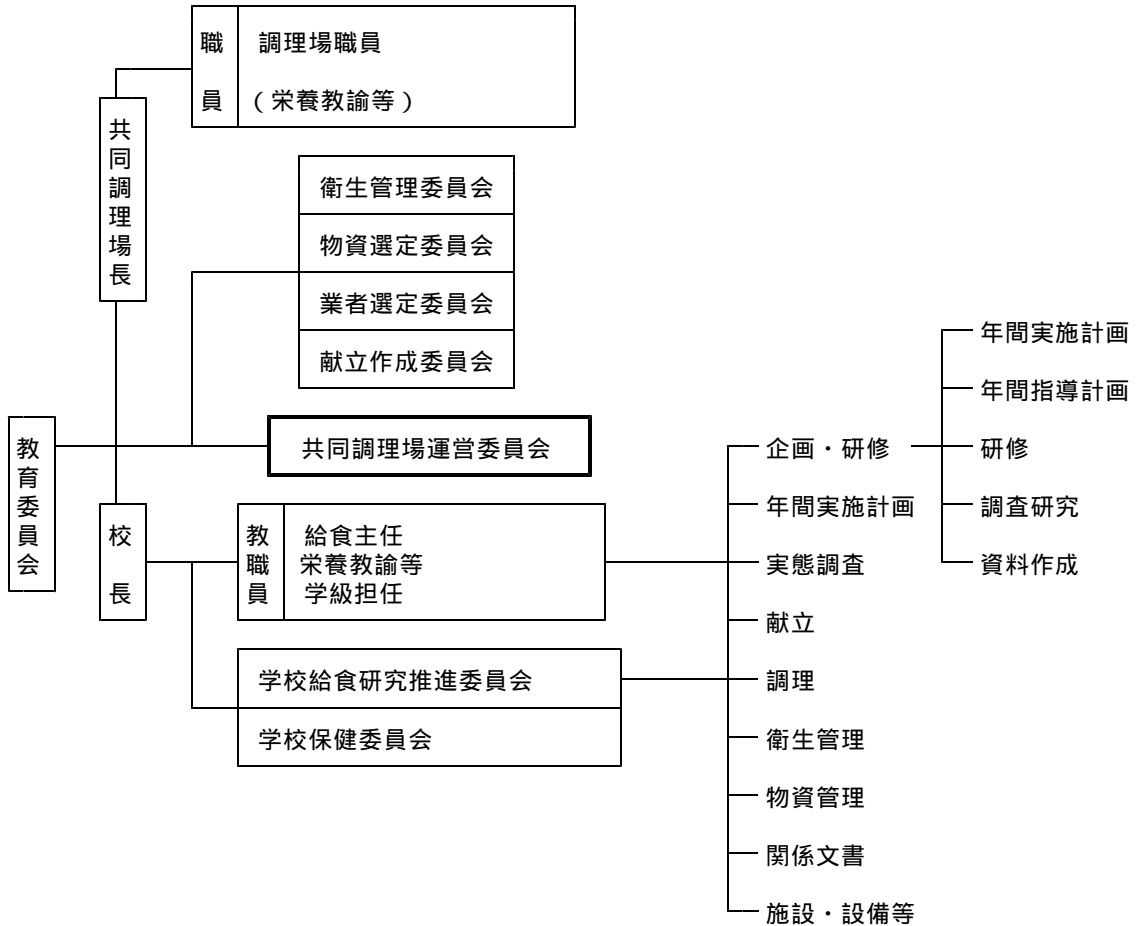 職員
調理場職員
(栄養教諭等)
共同調理場長
衛生管理委員会
物資選定委員会
業者選定委員会
献立作成委員会
教育委員会
共同調理場運営委員会
校長
教職員
給食主任
栄養教諭等
学級担任
学校給食研究推進委員会
学校保健委員会
企画・研修
年間実施計画
実態調査
献立
調理
衛生管理
物資管理
関係文書
施設・設備等
年間実施計画
年間指導計画
研修
調査研究
資料作成